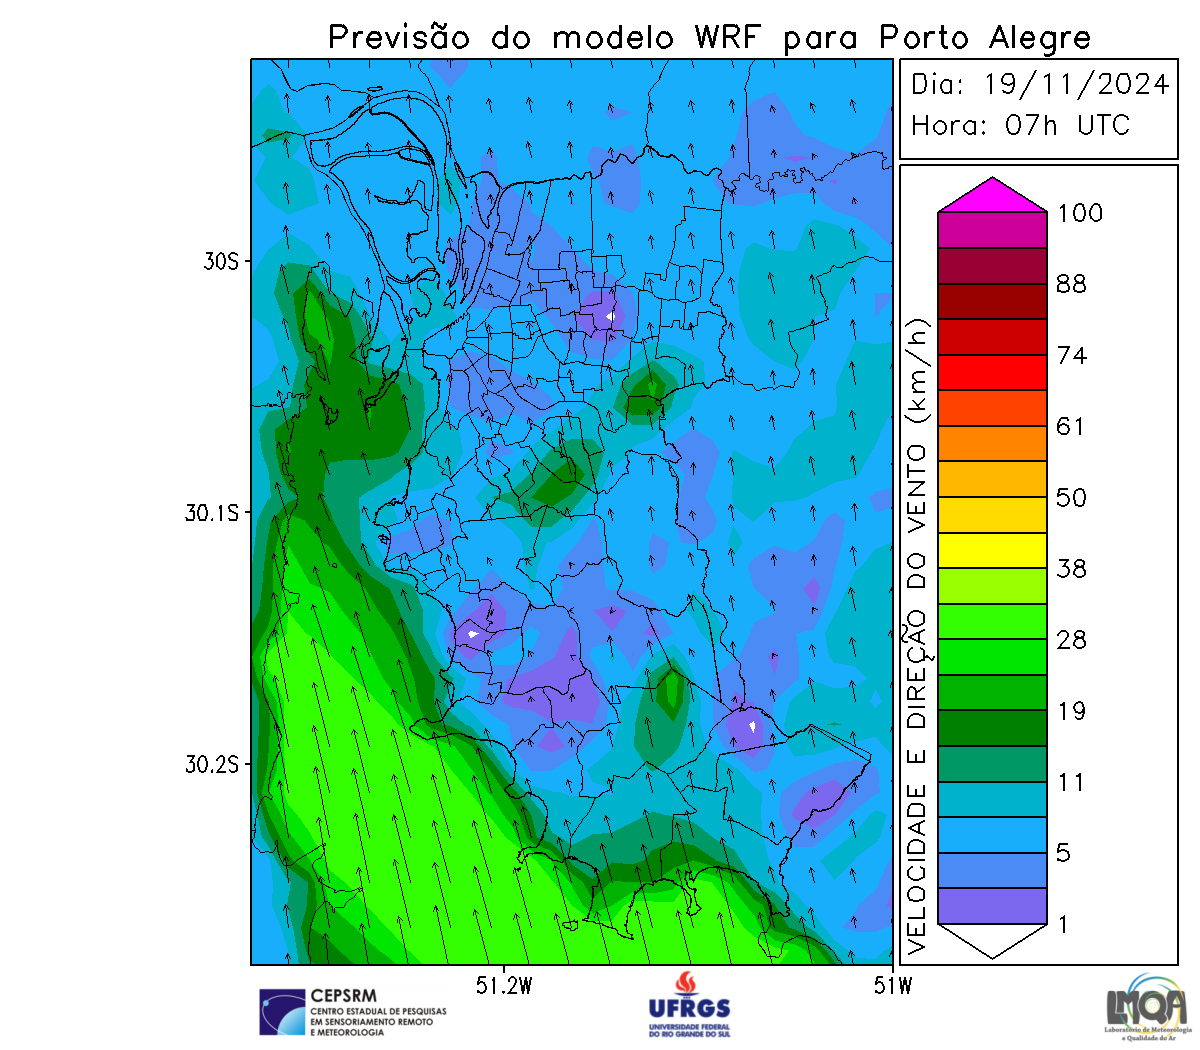 Previsão do modelo WRF para Porto Alegre
Dia: 19/11/2024
Hora: 07h UTC
VELOCIDADE E DIREÇÃO DO VENTO (km/h)
100
88
74
61
50
38
28
19
11
5
1
30S
30.1S
30.2S
51.2W
51W
CEPSRM
CENTRO ESTADUAL DE PESQUISAS
EM SENSORIAMENTO REMOTO
E METEOROLOGIA
UFRGS
UNIVERSIDADE FEDERAL
DO RIO GRANDE DO SUL
LMQA
Laboratório de Meteorologia
e Qualidade do Ar